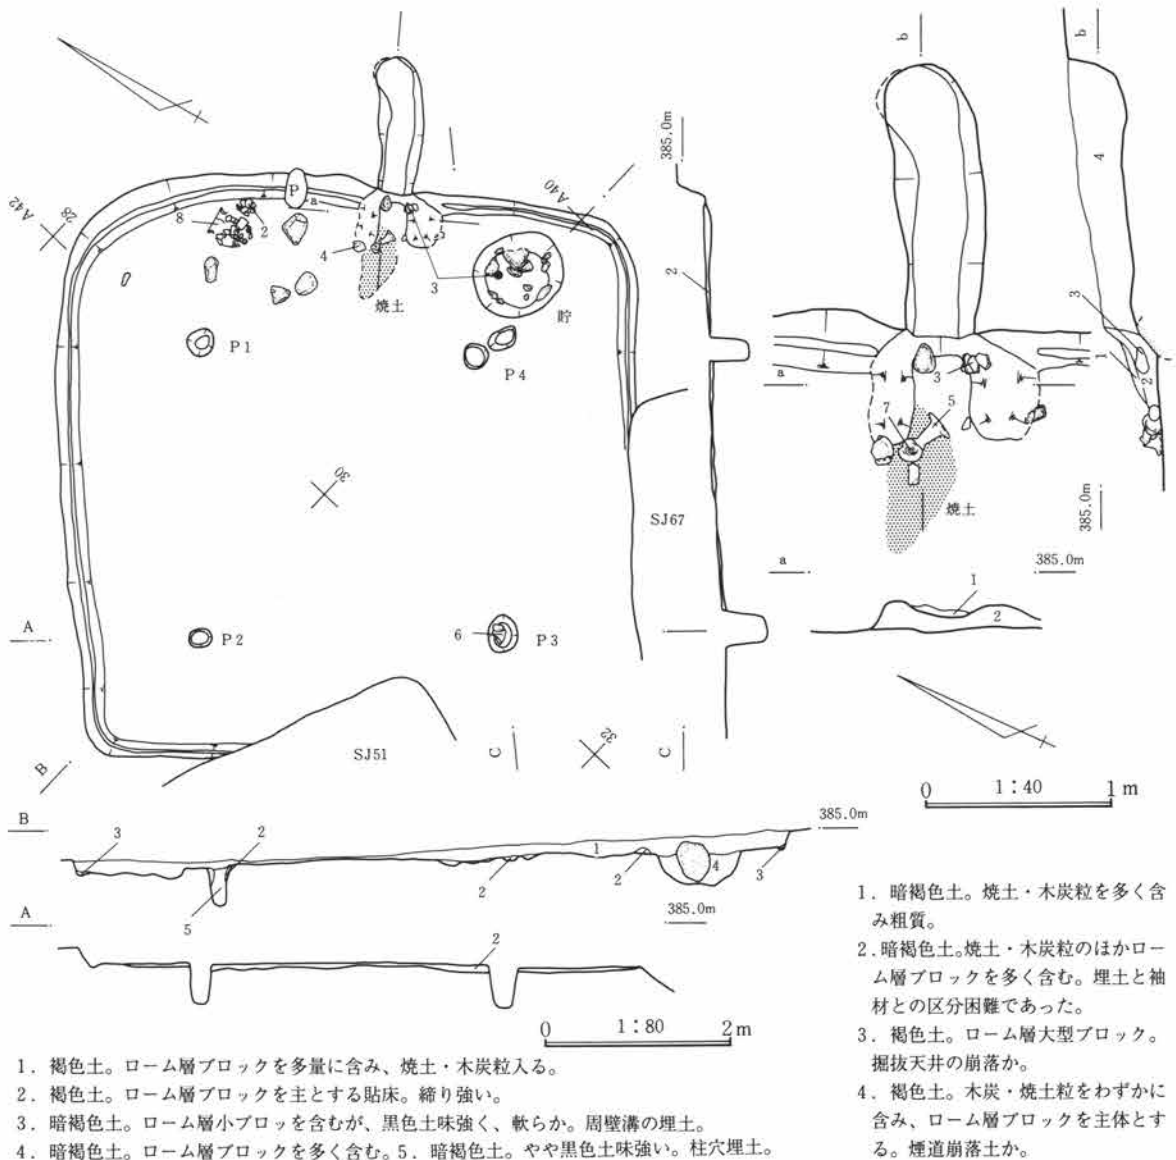 b
b
385.0m
4
A42
28
P
a
A40
8
2
4
3
焼土
貯
P1
P4
2
3
1
2
3
a
7
5
焼土
385.0m
30
SJ67
a
385.0m
1
2
A
P2
6
P3
B
SJ51
C
32
C
0 1:40 1m
B
385.0m
3
2
1
2
2
4
3
5
A
385.0m
2
0 1:80 2m
1. 褐色土。ローム層ブロックを多量に含み、焼土・木炭粒入る。
2. 褐色土。ローム層ブロックを主とする貼床。締り強い。
3. 暗褐色土。ローム層小ブロッを含むが、黒色土味強く、軟らか。周壁溝の埋土。
4. 暗褐色土。ローム層ブロックを多く含む。5. 暗褐色土。やや黒色土味強い。柱穴埋土。
1. 暗褐色土。焼土・木炭粒を多く含
み粗質。
2. 暗褐色土。焼土・木炭粒のほかロー
ム層ブロックを多く含む。埋土と袖
材との区分困難であった。
3. 褐色土。ローム層大型ブロック。
掘抜天井の崩落か。
4. 褐色土。木炭・焼土粒をわずかに
含み、ローム層ブロックを主体とす
る。煙道崩落土か。